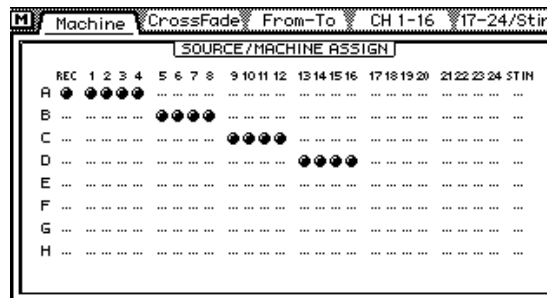 M Machine CrossFade From-To CH 1-16 17-24/Stir
SOURCE/MACHINE ASSIGN
REC 1 2 3 4 5 6 7 8 9 10 11 12 13 14 15 16 17 18 19 20 21 22 23 24 STIN
A
B
C
D
E
F
G
H